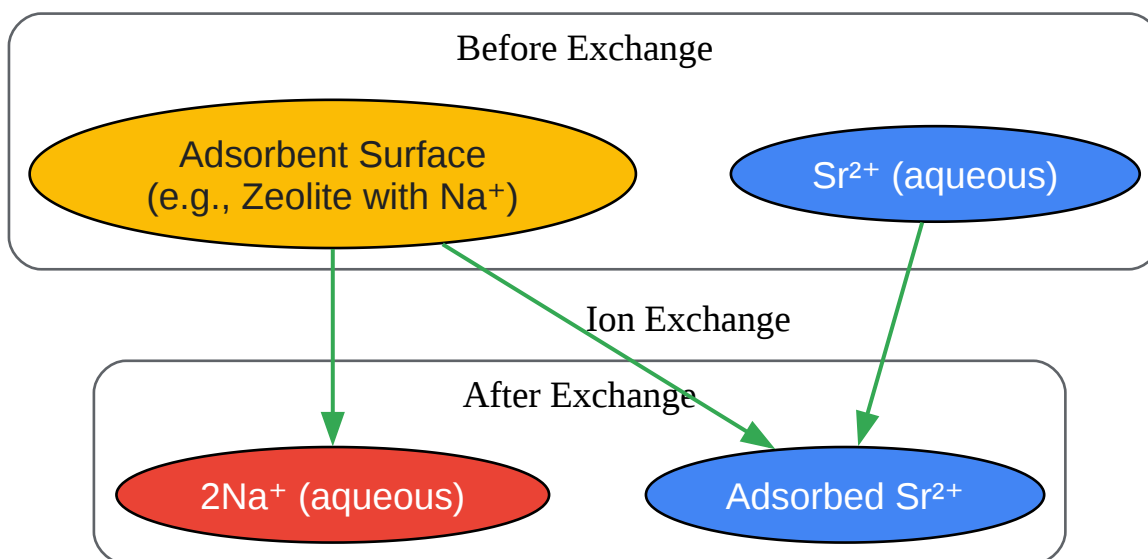 Before Exchange
Adsorbent Surface
(e.g., Zeolite with Na⁺)
Sr²⁺ (aqueous)
Ion Exchange
After Exchange
2Na⁺ (aqueous)
Adsorbed Sr²⁺